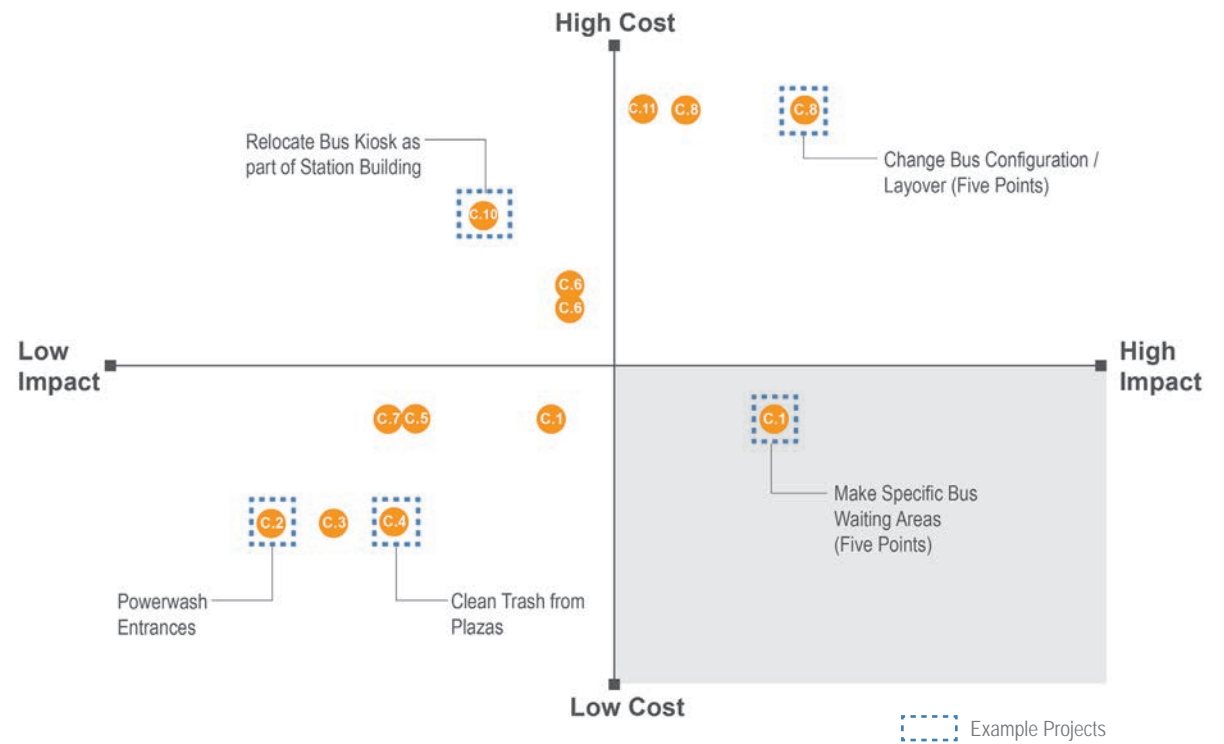 High Cost
C.11
C.8
C.8
Relocate Bus Kiosk as
part of Station Building
Change Bus Configuration /
Layover (Five Points)
C.10
C.6
C.6
Low
Impact
High
Impact
C.7
C.5
C.1
C.1
Make Specific Bus
Waiting Areas
(Five Points)
C.2
C.3
C.4
Powerwash
Entrances
Clean Trash from
Plazas
Low Cost
Example Projects